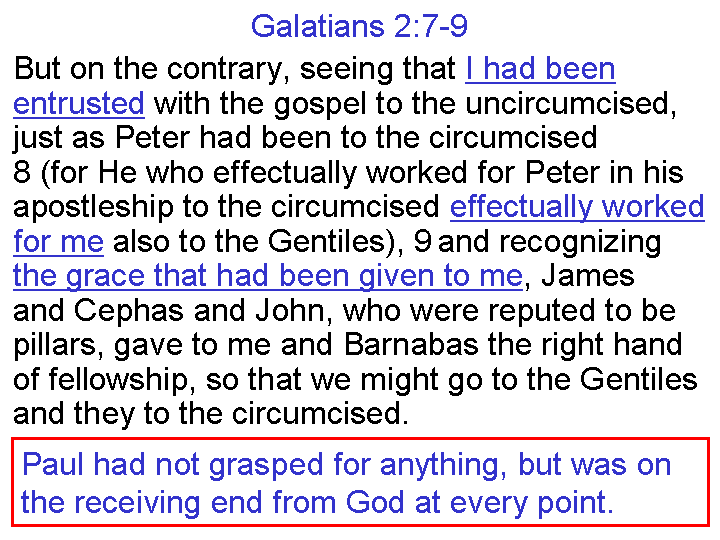 Galatians 2:7-9
But on the contrary, seeing that I had been
entrusted with the gospel to the uncircumcised,
just as Peter had been to the circumcised
8 (for He who effectually worked for Peter in his
apostleship to the circumcised effectually worked
for me also to the Gentiles), 9 and recognizing
the grace that had been given to me, James
and Cephas and John, who were reputed to be
pillars, gave to me and Barnabas the right hand
of fellowship, so that we might go to the Gentiles
and they to the circumcised.
Paul had not grasped for anything, but was on
the receiving end from God at every point.